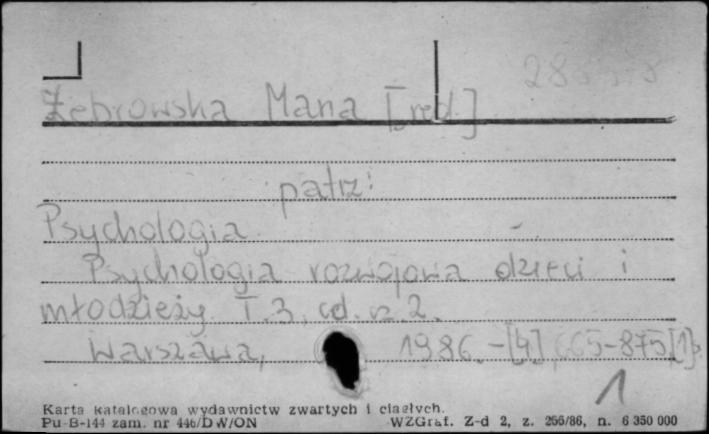 Żebrowska Maria [red.]
patrz:
Psychologia
Psychologia rozwojowa dzieci i
młodzieży. T. 3, cd. cz. 2.
Warszawa, 1986. -[4], 665-875[1]s.
1
Karta katalogowa wydawnictw zwartych i ciągłych.
Pu-B-144 zam. nr 446/DW/ON WZGraf. Z-d 2, z. 266/86, n. 6 350 000